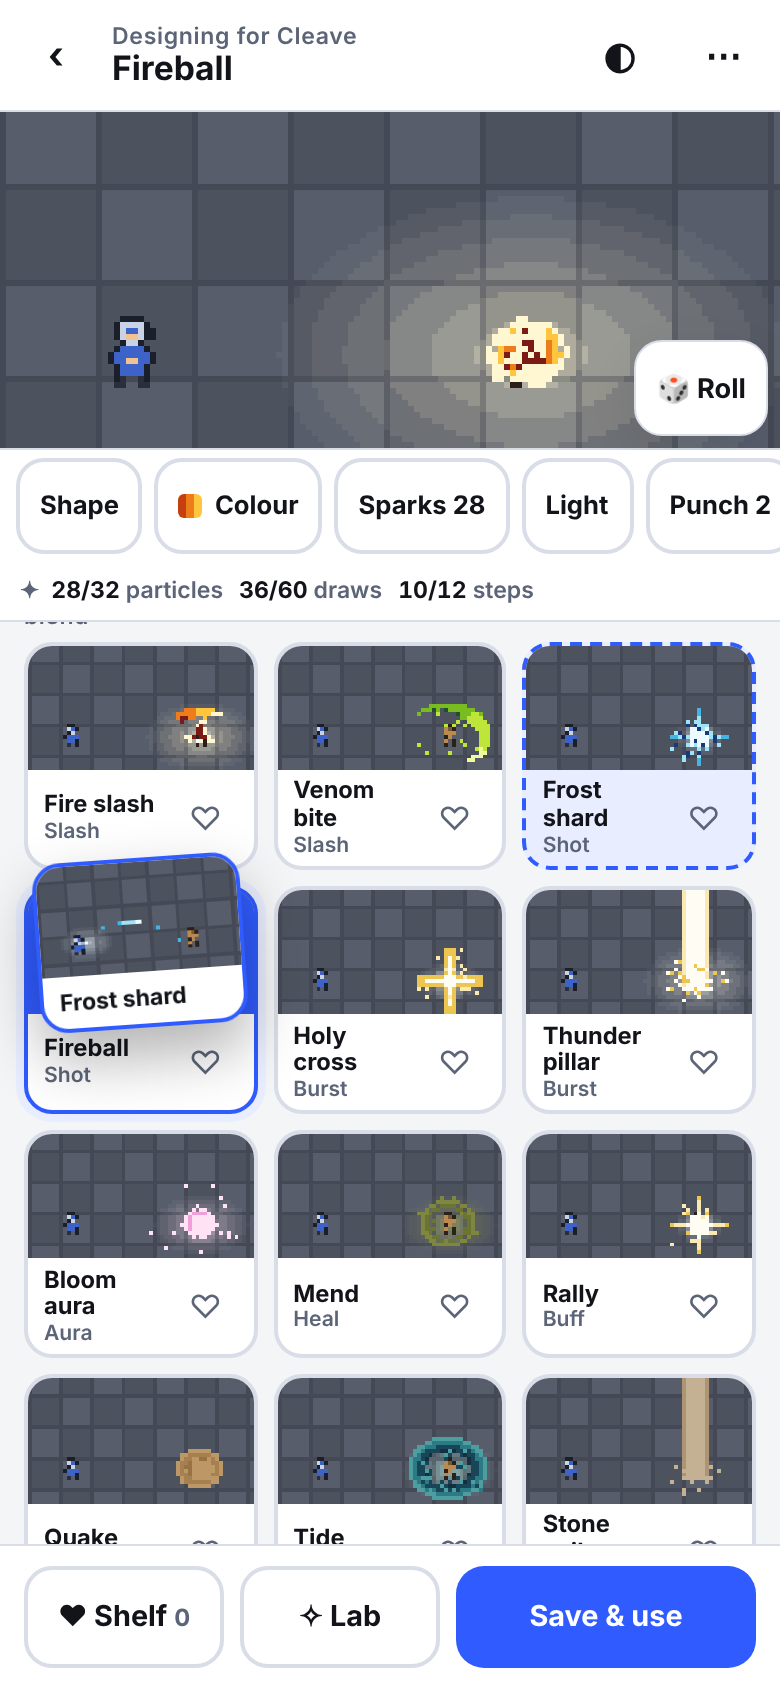 Designing for Cleave
Fireball
Roll
Shape
Colour
Sparks 28
Light
Punch 2
28/32 particles 36/60 draws 10/12 steps
blend
Fire slash
Slash
Venom
bite
Slash
Frost
shard
Shot
Frost shard
Fireball
Shot
Holy
cross
Burst
Thunder
pillar
Burst
Bloom
aura
Aura
Mend
Heal
Rally
Buff
Quake
Tide
Stone
Shelf 0
Lab
Save & use